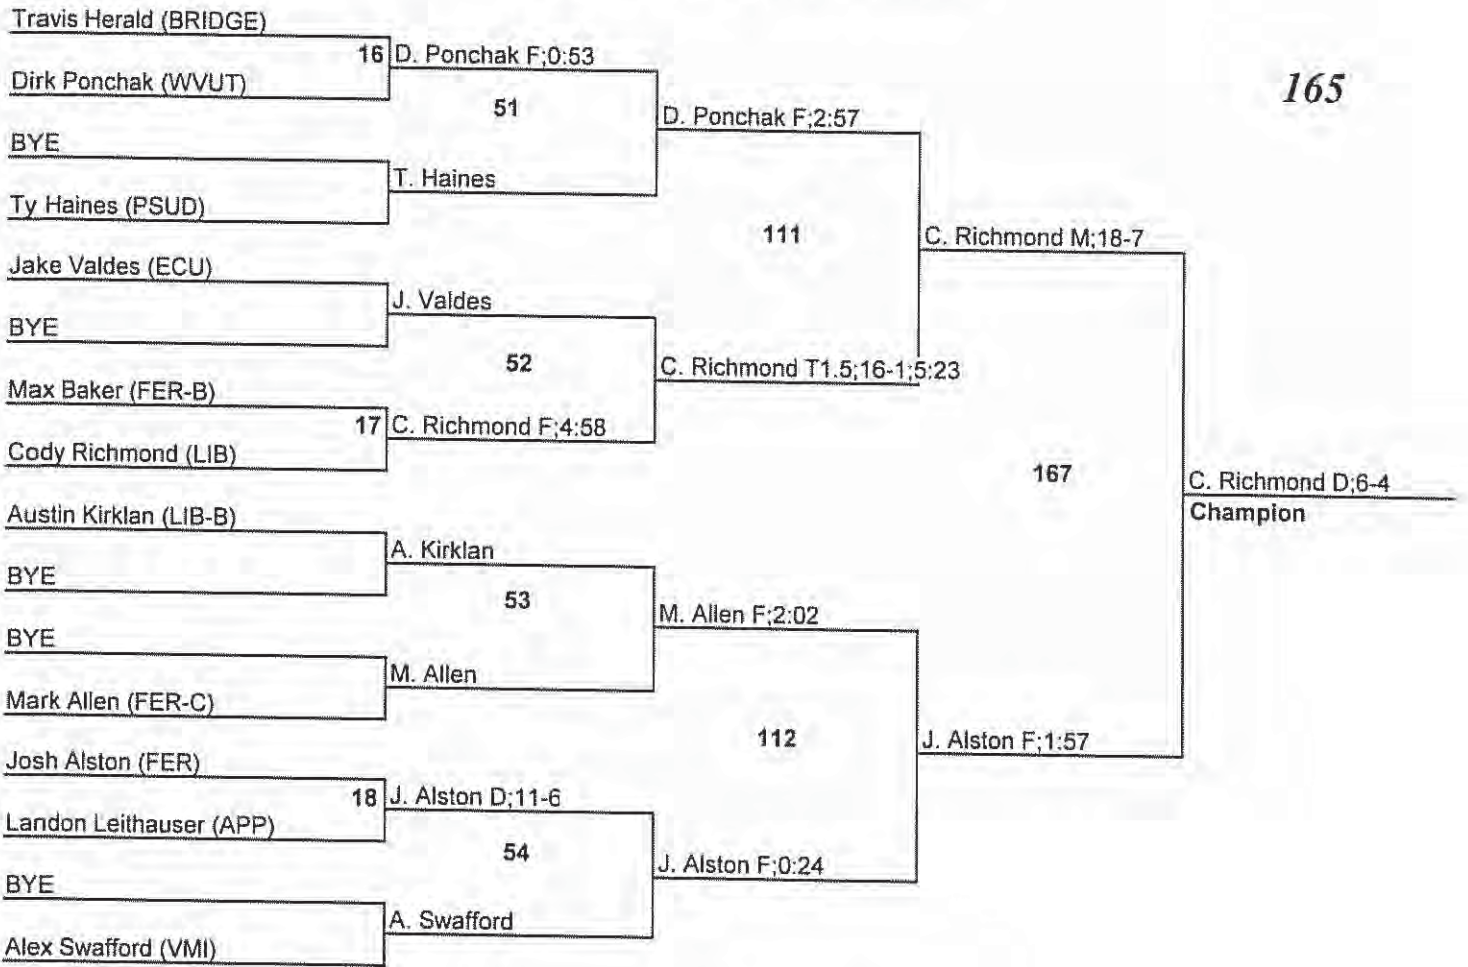 Travis Herald (BRIDGE)
16 D. Ponchak F;0:53
Dirk Ponchak (WVUT)
165
51
D. Ponchak F;2:57
BYE
T. Haines
Ty Haines (PSUD)
111
C. Richmond M;18-7
Jake Valdes (ECU)
J. Valdes
BYE
52
C. Richmond T1.5;16-1;5:23
Max Baker (FER-B)
17 C. Richmond F;4:58
Cody Richmond (LIB)
167
C. Richmond D;6-4
Champion
Austin Kirklan (LIB-B)
A. Kirklan
BYE
53
M. Allen F;2:02
BYE
M. Allen
Mark Allen (FER-C)
112
J. Alston F;1:57
Josh Alston (FER)
18 J. Alston D;11-6
Landon Leithauser (APP)
54
J. Alston F;0:24
BYE
A. Swafford
Alex Swafford (VMI)